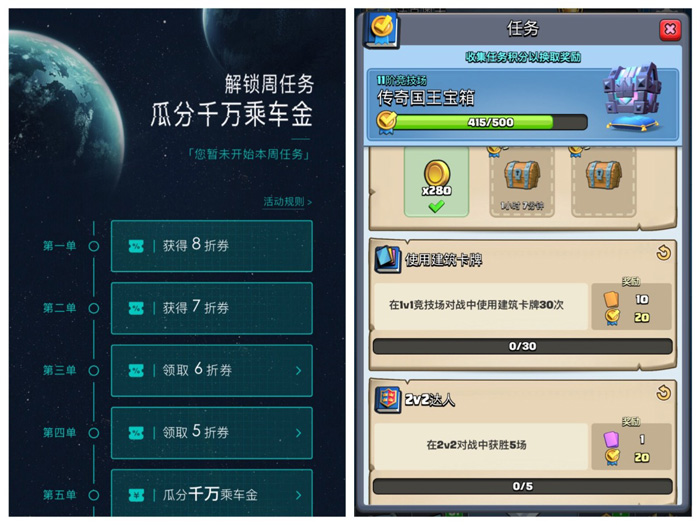 解锁周任务
瓜分千万乘车金
「您暂未开始本周任务」
活动规则 >
第一单
获得 8 折券
第二单
获得 7 折券
第三单
领取 6 折券
第四单
领取 5 折券
第五单
瓜分千万乘车金
任务
收集任务积分以换取奖励
11阶竞技场
传奇国王宝箱
415/500
x280
1小时 7分钟
使用建筑卡牌
在1v1竞技场对战中使用建筑卡牌30次
奖励
10
20
0/30
2v2达人
在2v2对战中获胜5场
奖励
1
20
0/5